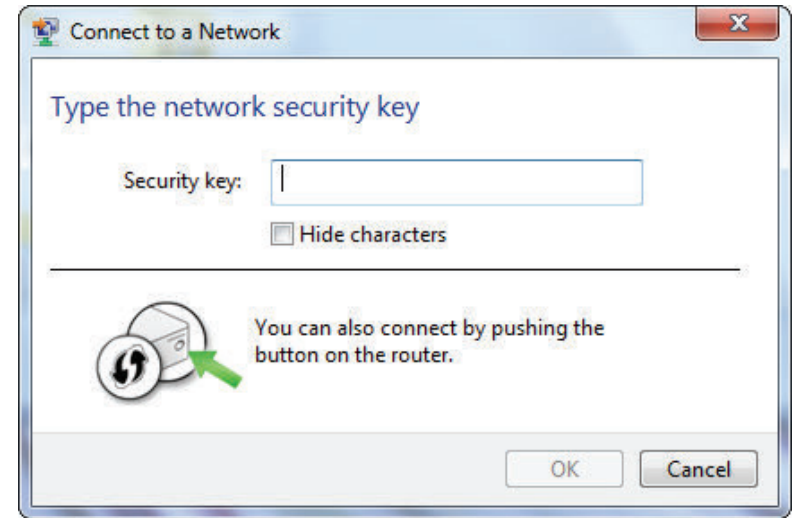 Connect to a Network
Type the network security key
Security key:
Hide characters
You can also connect by pushing the
button on the router.
OK
Cancel